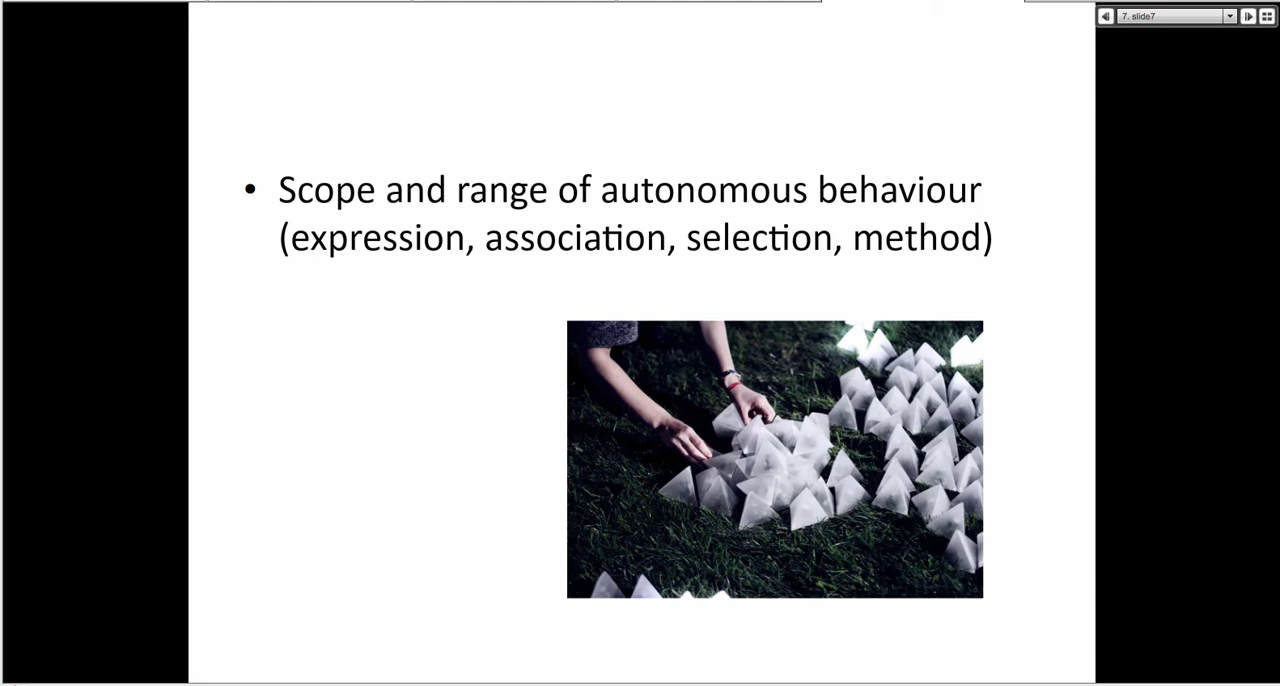 7. slide7
• Scope and range of autonomous behaviour
(expression, association, selection, method)